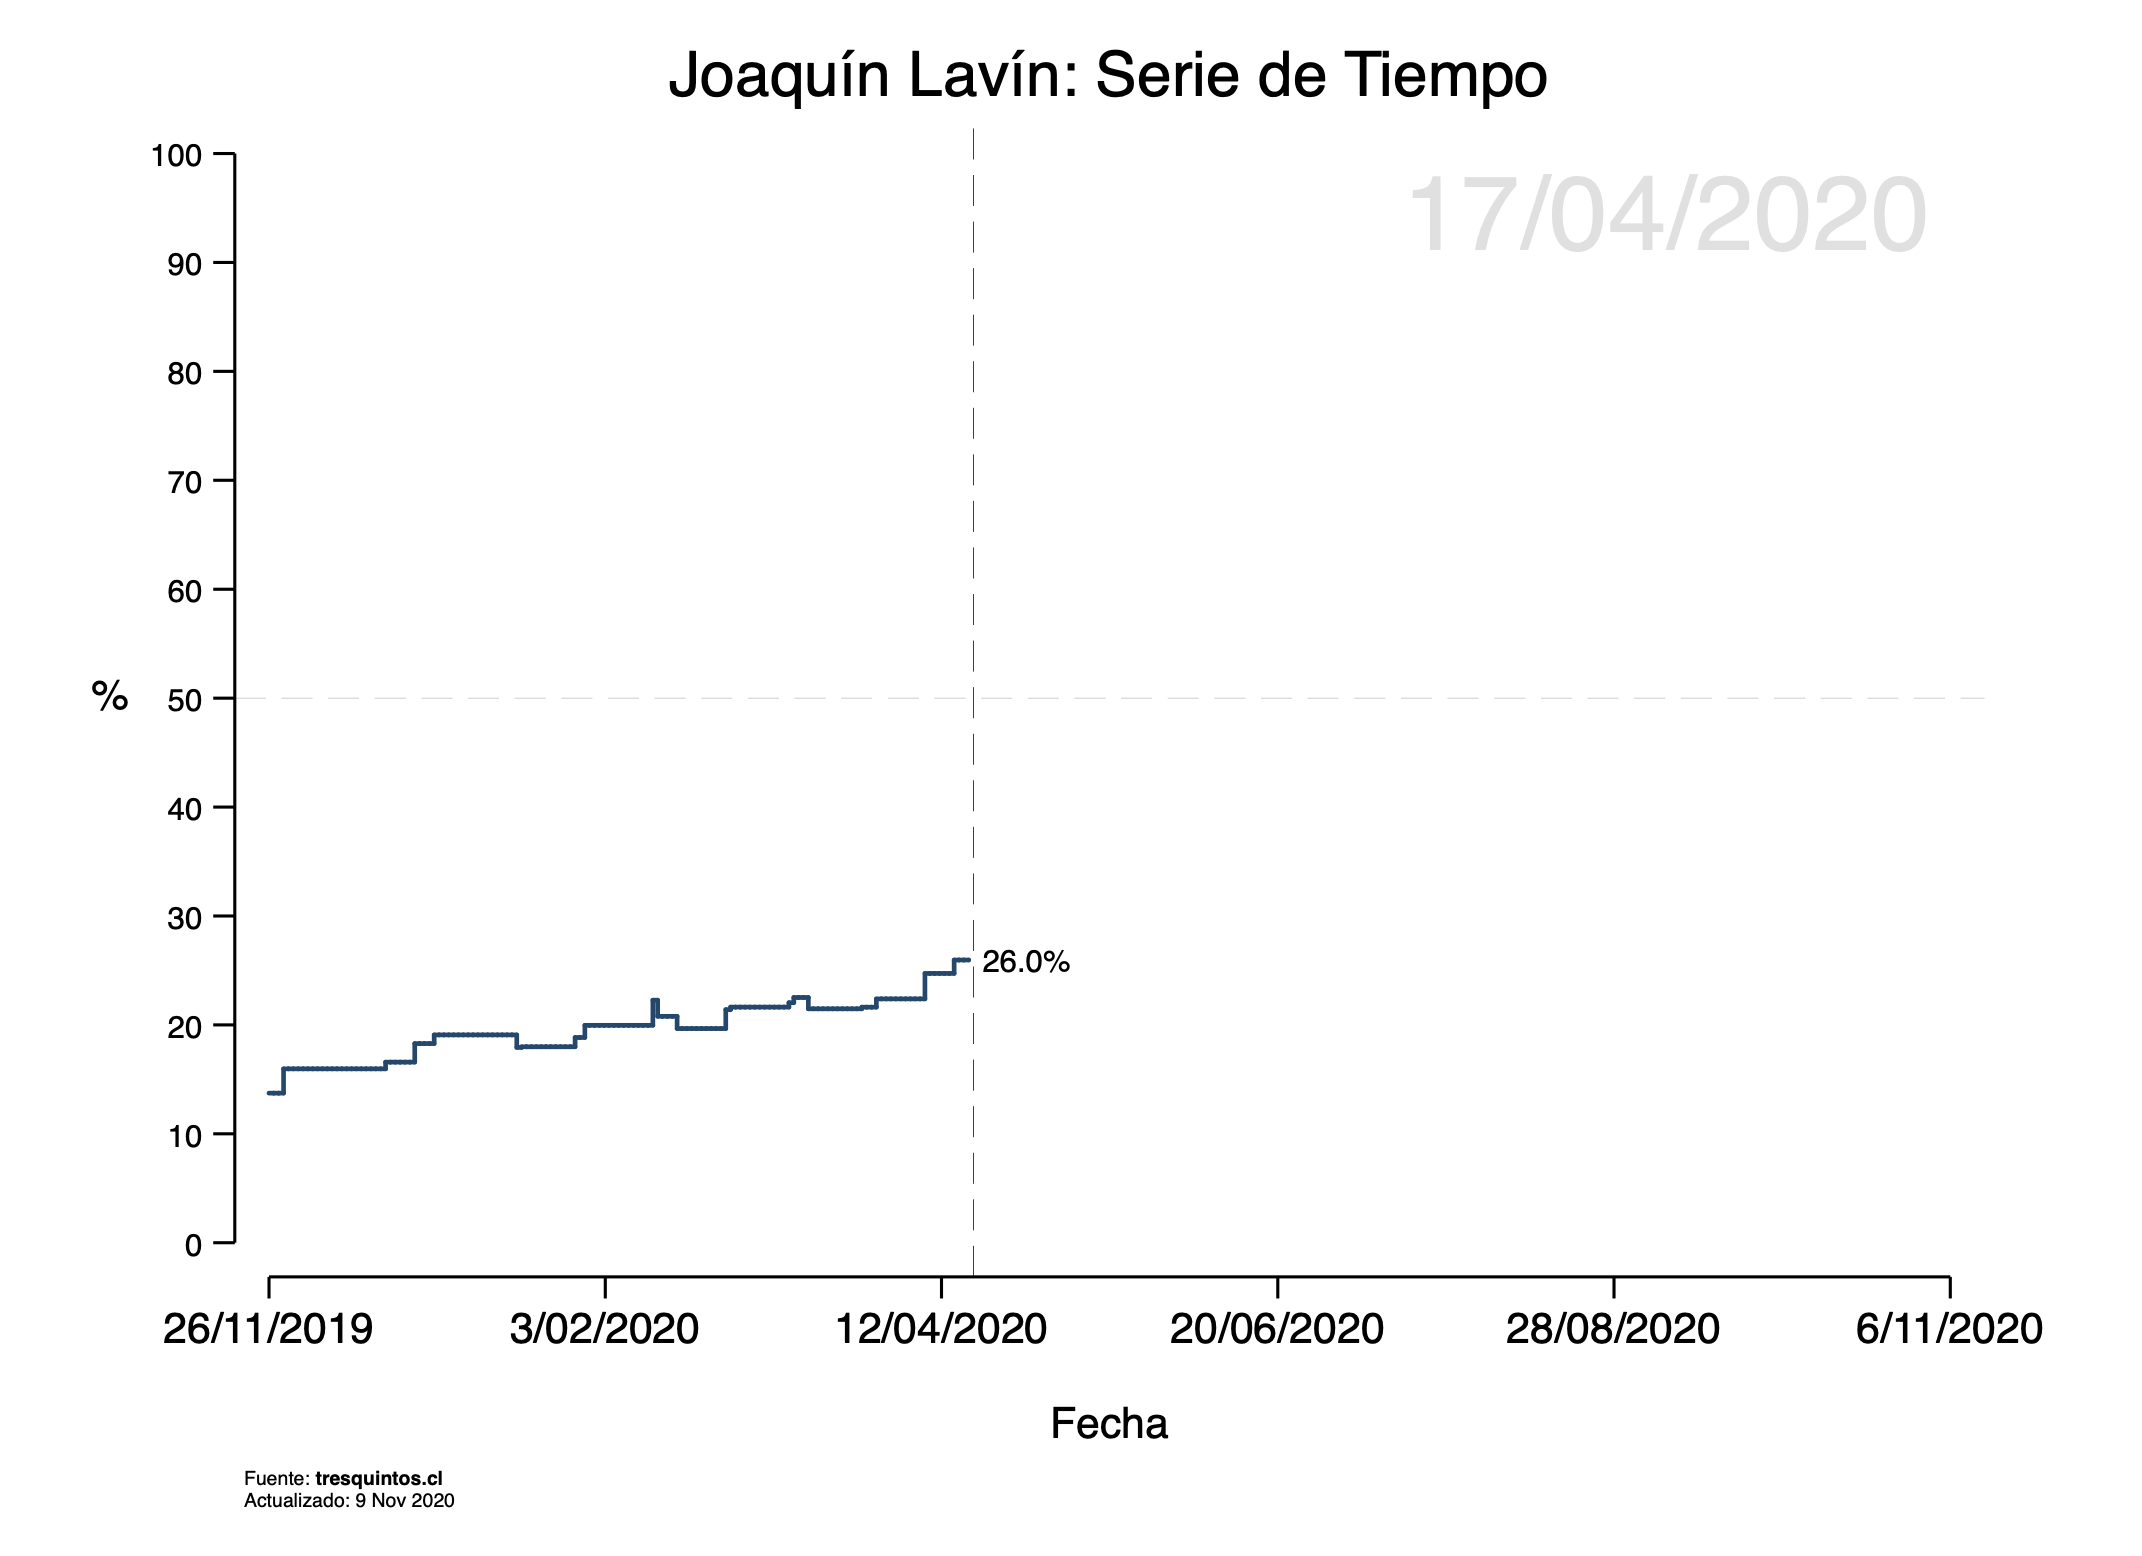 Joaquín Lavín: Serie de Tiempo
17/04/2020
100
90
80
70
60
% 50
40
30
26.0%
20
10
0
26/11/2019 3/02/2020 12/04/2020 20/06/2020 28/08/2020 6/11/2020
Fecha
Fuente: tresquintos.cl
Actualizado: 9 Nov 2020